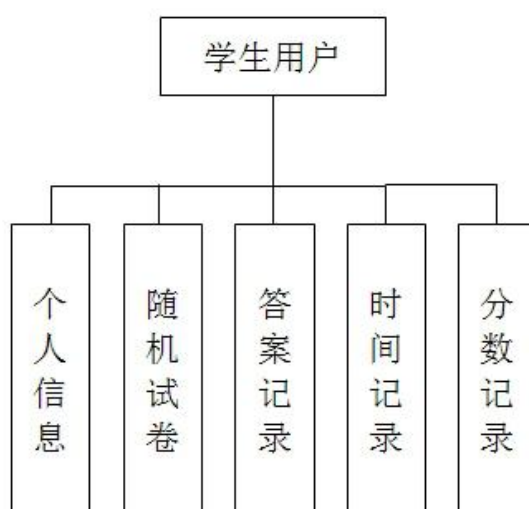 学生用户
个人信息
随机试卷
答案记录
时间记录
分数记录